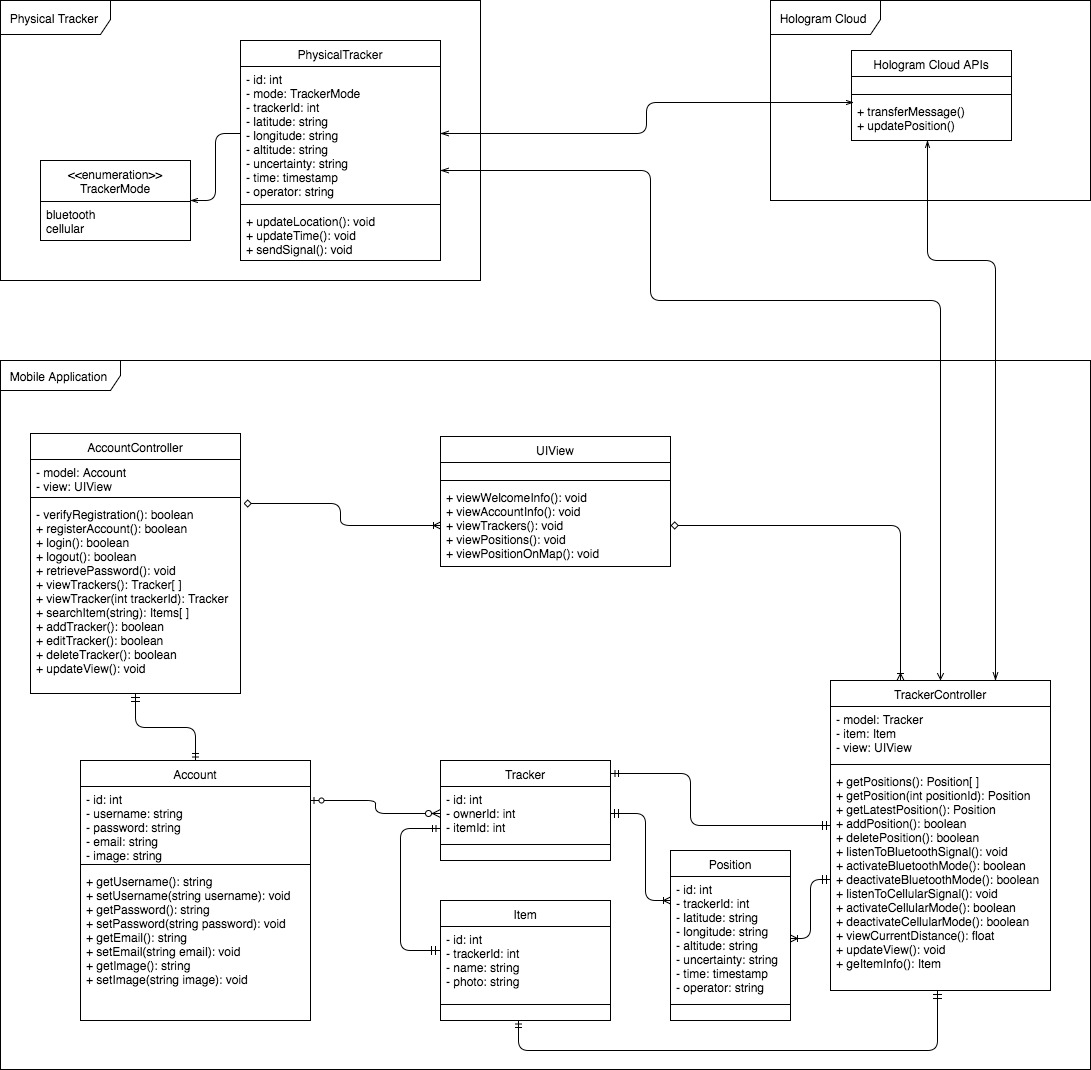 Physical Tracker
PhysicalTracker
- id: int
- mode: TrackerMode
- trackerId: int
- latitude: string
- longitude: string
- altitude: string
- uncertainty: string
- time: timestamp
- operator: string
+ updateLocation(): void
+ updateTime(): void
+ sendSignal(): void
<<enumeration>>
TrackerMode
bluetooth
cellular
Hologram Cloud
Hologram Cloud APIs
+ transferMessage()
+ updatePosition()
Mobile Application
AccountController
- model: Account
- view: UIView
- verifyRegistration(): boolean
+ registerAccount(): boolean
+ login(): boolean
+ logout(): boolean
+ retrievePassword(): void
+ viewTrackers(): Tracker[ ]
+ viewTracker(int trackerId): Tracker
+ searchItem(string): Items[ ]
+ addTracker(): boolean
+ editTracker(): boolean
+ deleteTracker(): boolean
+ updateView(): void
UIView
+ viewWelcomeInfo(): void
+ viewAccountInfo(): void
+ viewTrackers(): void
+ viewPositions(): void
+ viewPositionOnMap(): void
TrackerController
- model: Tracker
- item: Item
- view: UIView
+ getPositions(): Position[ ]
+ getPosition(int positionId): Position
+ getLatestPosition(): Position
+ addPosition(): boolean
+ deletePosition(): boolean
+ listenToBluetoothSignal(): void
+ activateBluetoothMode(): boolean
+ deactivateBluetoothMode(): boolean
+ listenToCellularSignal(): void
+ activateCellularMode(): boolean
+ deactivateCellularMode(): boolean
+ viewCurrentDistance(): float
+ updateView(): void
+ geItemInfo(): Item
Account
- id: int
- username: string
- password: string
- email: string
- image: string
+ getUsername(): string
+ setUsername(string username): void
+ getPassword(): string
+ setPassword(string password): void
+ getEmail(): string
+ setEmail(string email): void
+ getImage(): string
+ setImage(string image): void
Tracker
- id: int
- ownerId: int
- itemId: int
Item
- id: int
- trackerId: int
- name: string
- photo: string
Position
- id: int
- trackerId: int
- latitude: string
- longitude: string
- altitude: string
- uncertainty: string
- time: timestamp
- operator: string